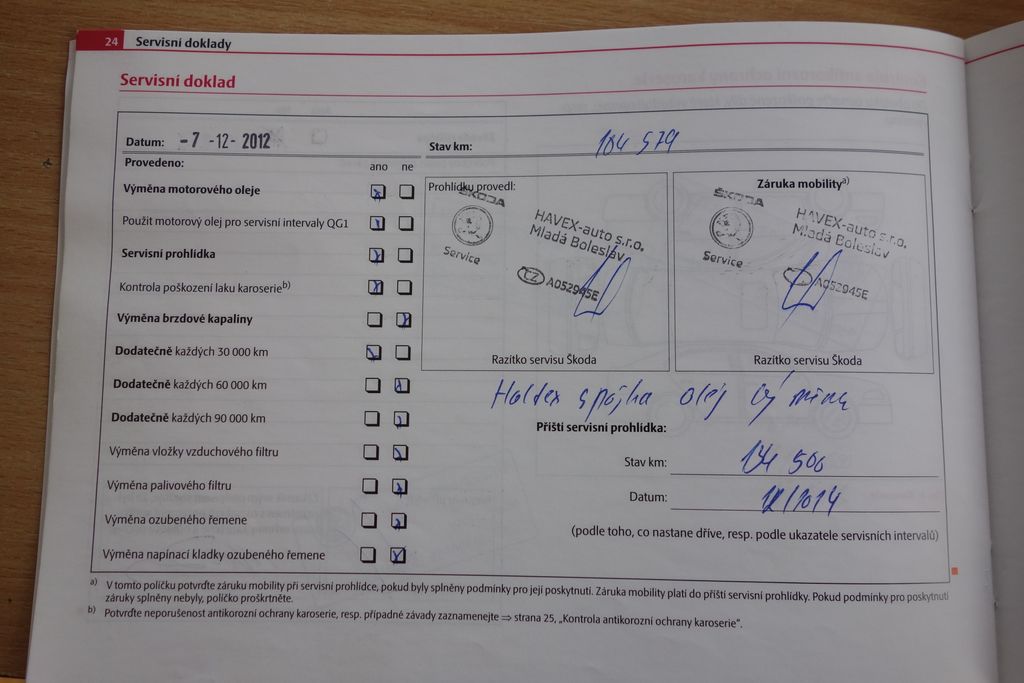 24 Servisní doklady
Servisní doklad
Datum: -7 -12- 2012
Stav km: 104 579
Provedeno:
ano ne
Výměna motorového oleje
Použit motorový olej pro servisní intervaly QG1
Servisní prohlídka
Kontrola poškození laku karoserie b)
Výměna brzdové kapaliny
Dodatečně každých 30 000 km
Dodatečně každých 60 000 km
Dodatečně každých 90 000 km
Výměna vložky vzduchového filtru
Výměna palivového filtru
Výměna ozubeného řemene
Výměna napínací kladky ozubeného řemene
Prohlídku provedl:
ŠKODA
Service
HAVEX-auto s.r.o.
Mladá Boleslav
CZ A052945E
Razítko servisu Škoda
Záruka mobility a)
ŠKODA
Service
HAVEX-auto s.r.o.
Mladá Boleslav
A052945E
Razítko servisu Škoda
Haldex spojka olej
Příští servisní prohlídka:
Stav km: 134 500
Datum: 12/2014
(podle toho, co nastane dříve, resp. podle ukazatele servisních intervalů)
a) V tomto políčku potvrďte záruku mobility při servisní prohlídce, pokud byly splněny podmínky pro její poskytnutí. Záruka mobility platí do příští servisní prohlídky. Pokud podmínky pro poskytnutí
záruky splněny nebyly, políčko proškrtněte.
b) Potvrďte neporušenost antikorozní ochrany karoserie, resp. případné závady zaznamenejte ⇒ strana 25, „Kontrola antikorozní ochrany karoserie".